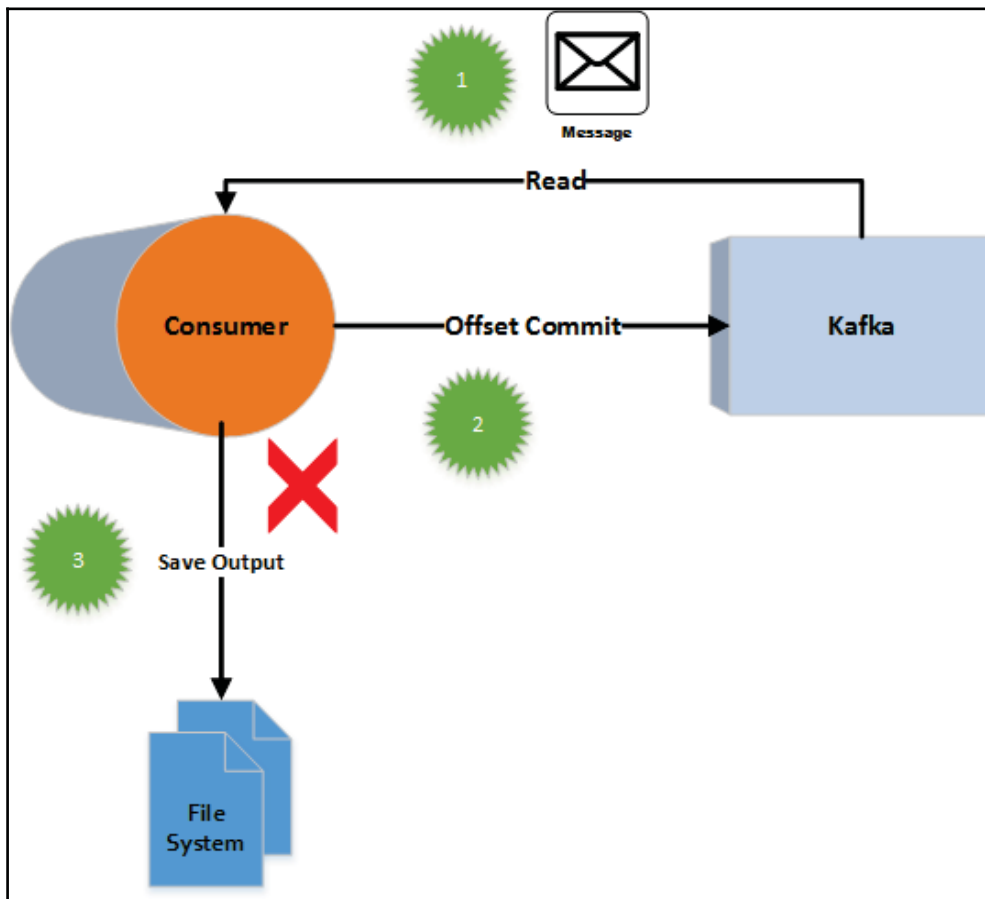 1
Message
Read
Consumer
Offset Commit
Kafka
2
3
Save Output
File
System